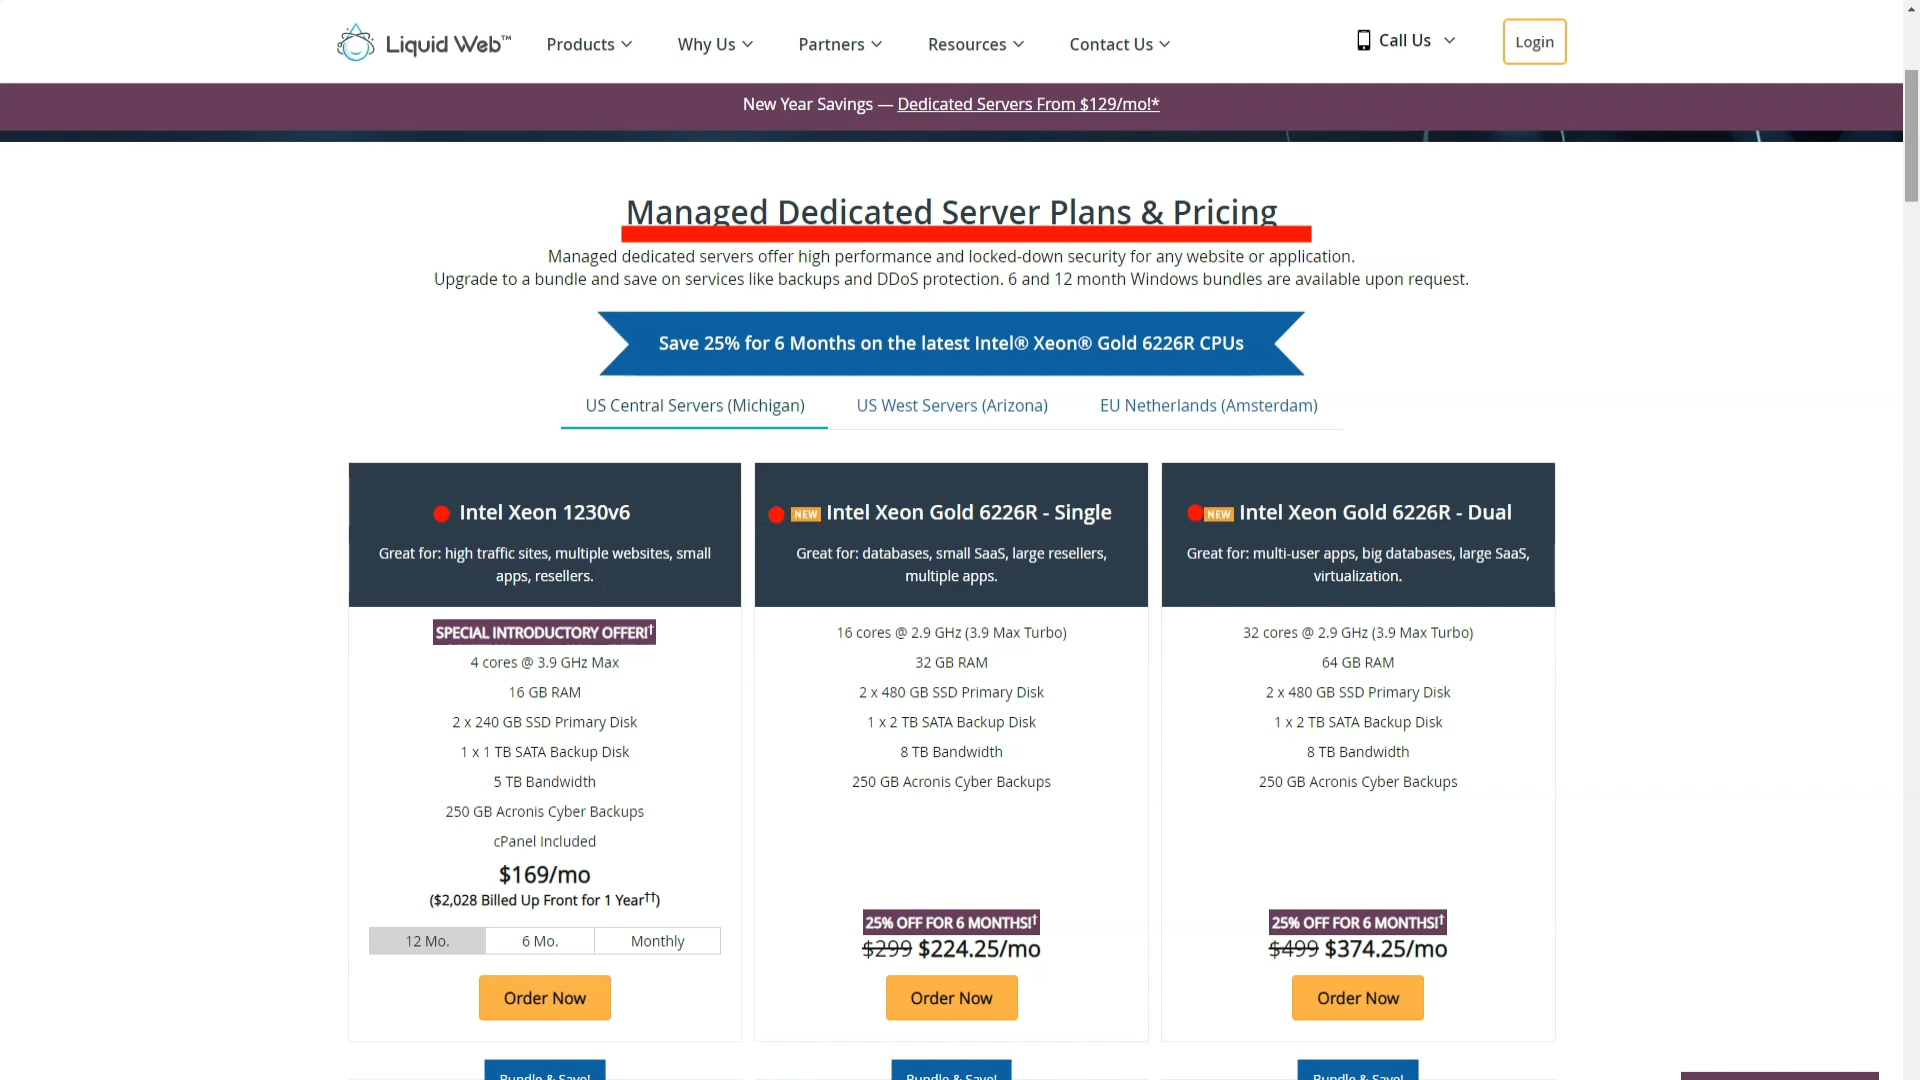 Liquid Web™
Products
Why Us
Partners
Resources
Contact Us
Call Us
Login
New Year Savings — Dedicated Servers From $129/mo!*
Managed Dedicated Server Plans & Pricing
Managed dedicated servers offer high performance and locked-down security for any website or application.
Upgrade to a bundle and save on services like backups and DDoS protection. 6 and 12 month Windows bundles are available upon request.
Save 25% for 6 Months on the latest Intel® Xeon® Gold 6226R CPUs
US Central Servers (Michigan)
US West Servers (Arizona)
EU Netherlands (Amsterdam)
Intel Xeon 1230v6
Great for: high traffic sites, multiple websites, small
apps, resellers.
SPECIAL INTRODUCTORY OFFER!†
4 cores @ 3.9 GHz Max
16 GB RAM
2 x 240 GB SSD Primary Disk
1 x 1 TB SATA Backup Disk
5 TB Bandwidth
250 GB Acronis Cyber Backups
cPanel Included
$169/mo
($2,028 Billed Up Front for 1 Year††)
12 Mo.
6 Mo.
Monthly
Order Now
Bundle & Save!
NEW Intel Xeon Gold 6226R - Single
Great for: databases, small SaaS, large resellers,
multiple apps.
16 cores @ 2.9 GHz (3.9 Max Turbo)
32 GB RAM
2 x 480 GB SSD Primary Disk
1 x 2 TB SATA Backup Disk
8 TB Bandwidth
250 GB Acronis Cyber Backups
25% OFF FOR 6 MONTHS!†
$299 $224.25/mo
Order Now
Bundle & Save!
NEW Intel Xeon Gold 6226R - Dual
Great for: multi-user apps, big databases, large SaaS,
virtualization.
32 cores @ 2.9 GHz (3.9 Max Turbo)
64 GB RAM
2 x 480 GB SSD Primary Disk
1 x 2 TB SATA Backup Disk
8 TB Bandwidth
250 GB Acronis Cyber Backups
25% OFF FOR 6 MONTHS!†
$499 $374.25/mo
Order Now
Bundle & Save!